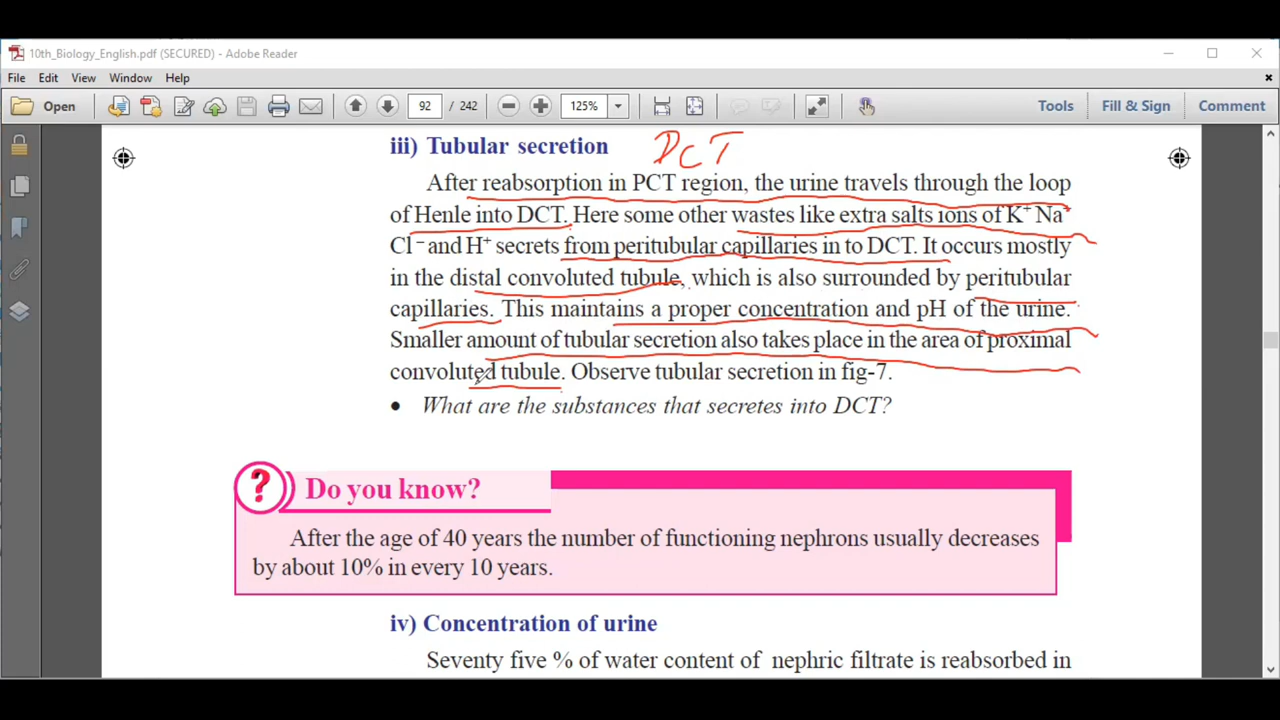 10th_Biology_English.pdf (SECURED) - Adobe Reader
File Edit View Window Help
Open 92 / 242 125% Tools Fill & Sign Comment
iii) Tubular secretion DCT
After reabsorption in PCT region, the urine travels through the loop
of Henle into DCT. Here some other wastes like extra salts ions of K⁺ Na⁺
Cl⁻ and H⁺ secrets from peritubular capillaries in to DCT. It occurs mostly
in the distal convoluted tubule, which is also surrounded by peritubular
capillaries. This maintains a proper concentration and pH of the urine.
Smaller amount of tubular secretion also takes place in the area of proximal
convoluted tubule. Observe tubular secretion in fig-7.
• What are the substances that secretes into DCT?
? Do you know?
After the age of 40 years the number of functioning nephrons usually decreases
by about 10% in every 10 years.
iv) Concentration of urine
Seventy five % of water content of nephric filtrate is reabsorbed in